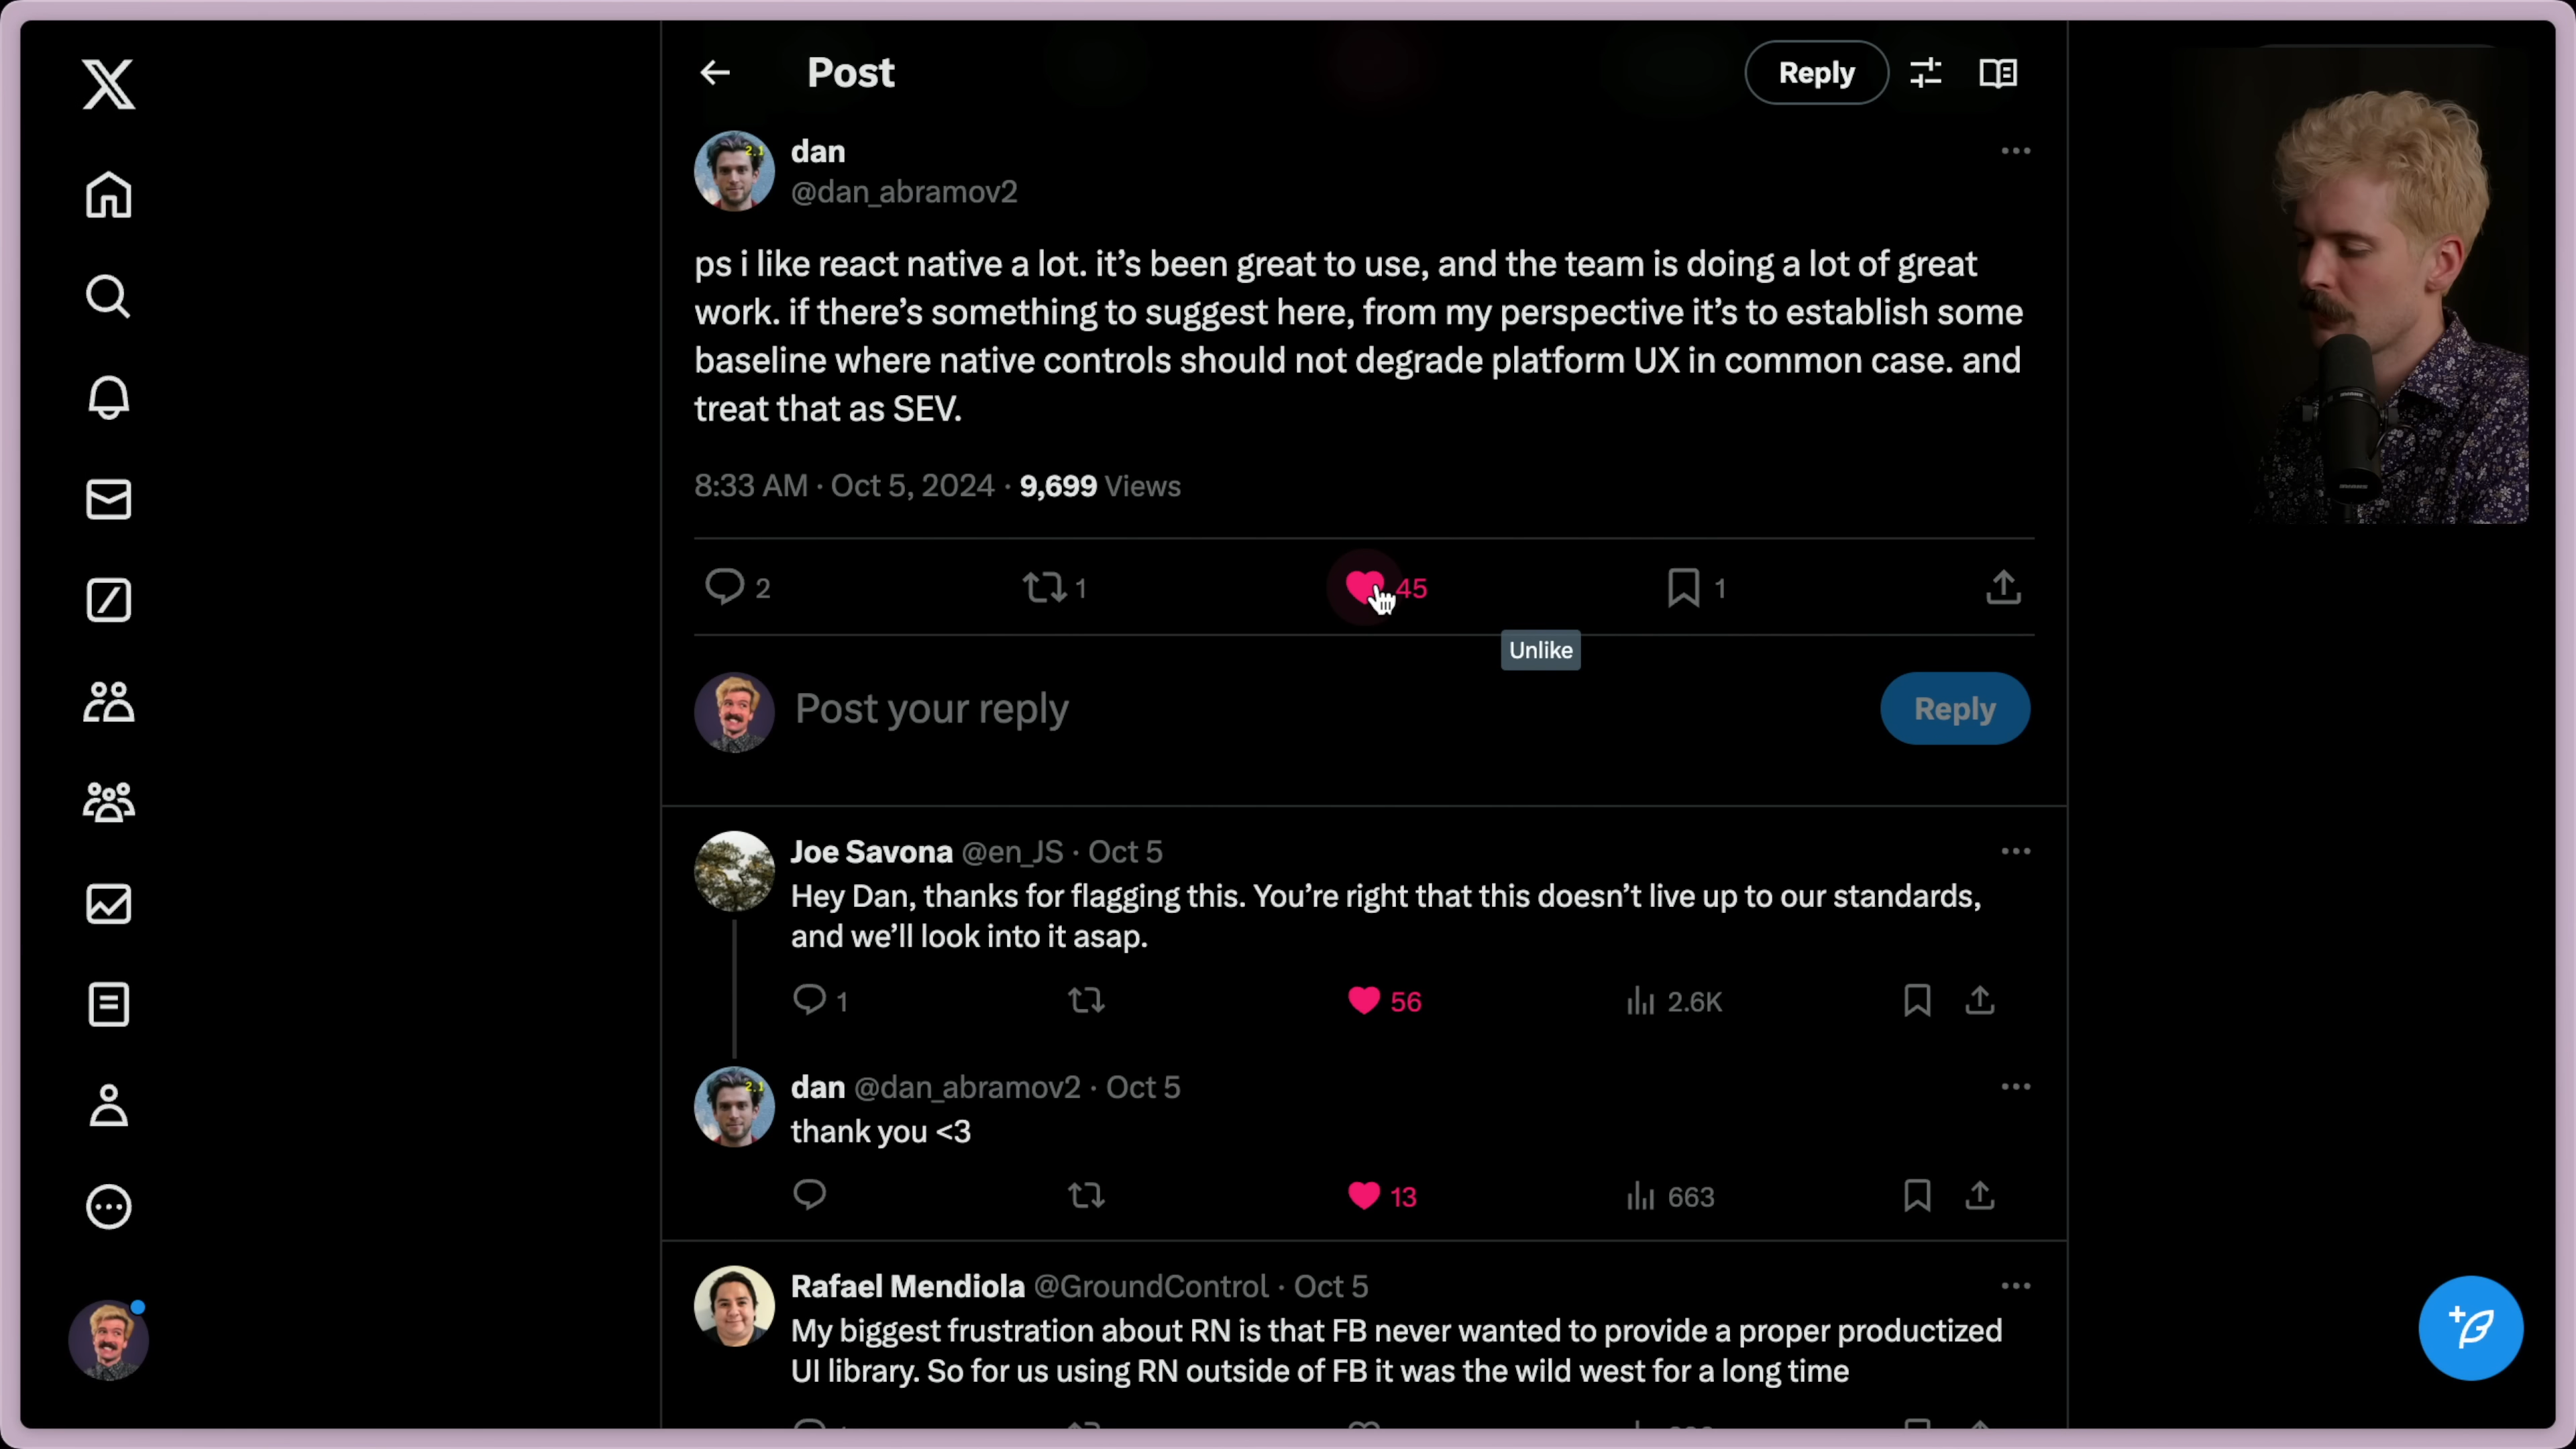 Post
Reply
dan
@dan_abramov2
ps i like react native a lot. it’s been great to use, and the team is doing a lot of great
work. if there’s something to suggest here, from my perspective it’s to establish some
baseline where native controls should not degrade platform UX in common case. and
treat that as SEV.
8:33 AM · Oct 5, 2024 · 9,699 Views
2 1 45 1
Unlike
Post your reply
Reply
Joe Savona @en_JS · Oct 5
Hey Dan, thanks for flagging this. You’re right that this doesn’t live up to our standards,
and we’ll look into it asap.
1 56 2.6K
dan @dan_abramov2 · Oct 5
thank you <3
13 663
Rafael Mendiola @GroundControl · Oct 5
My biggest frustration about RN is that FB never wanted to provide a proper productized
UI library. So for us using RN outside of FB it was the wild west for a long time